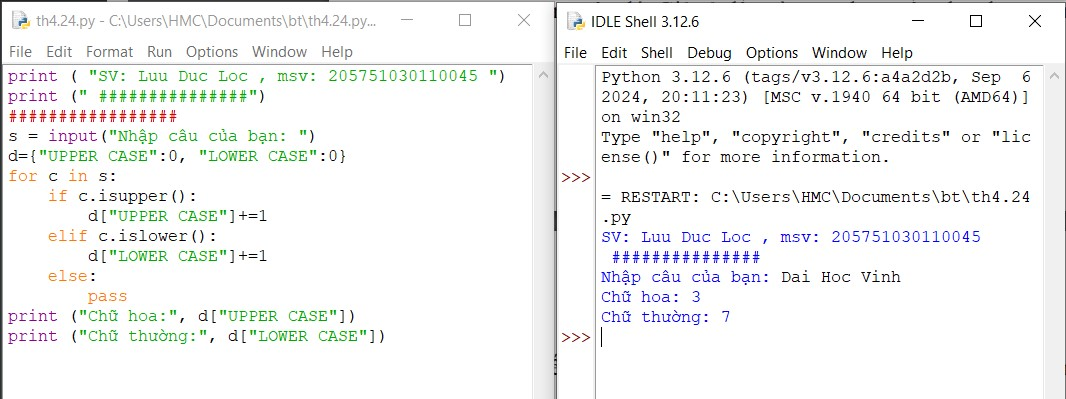 th4.24.py - C:\Users\HMC\Documents\bt\th4.24.py...
File Edit Format Run Options Window Help
print ( "SV: Luu Duc Loc , msv: 205751030110045 ")
print (" ###############")
#################
s = input("Nhập câu của bạn: ")
d={"UPPER CASE":0, "LOWER CASE":0}
for c in s:
    if c.isupper():
        d["UPPER CASE"]+=1
    elif c.islower():
        d["LOWER CASE"]+=1
    else:
        pass
print ("Chữ hoa:", d["UPPER CASE"])
print ("Chữ thường:", d["LOWER CASE"])
IDLE Shell 3.12.6
File Edit Shell Debug Options Window Help
Python 3.12.6 (tags/v3.12.6:a4a2d2b, Sep  6
2024, 20:11:23) [MSC v.1940 64 bit (AMD64)]
on win32
Type "help", "copyright", "credits" or "lic
ense()" for more information.
>>>
= RESTART: C:\Users\HMC\Documents\bt\th4.24
.py
SV: Luu Duc Loc , msv: 205751030110045
 ###############
Nhập câu của bạn: Dai Hoc Vinh
Chữ hoa: 3
Chữ thường: 7
>>>